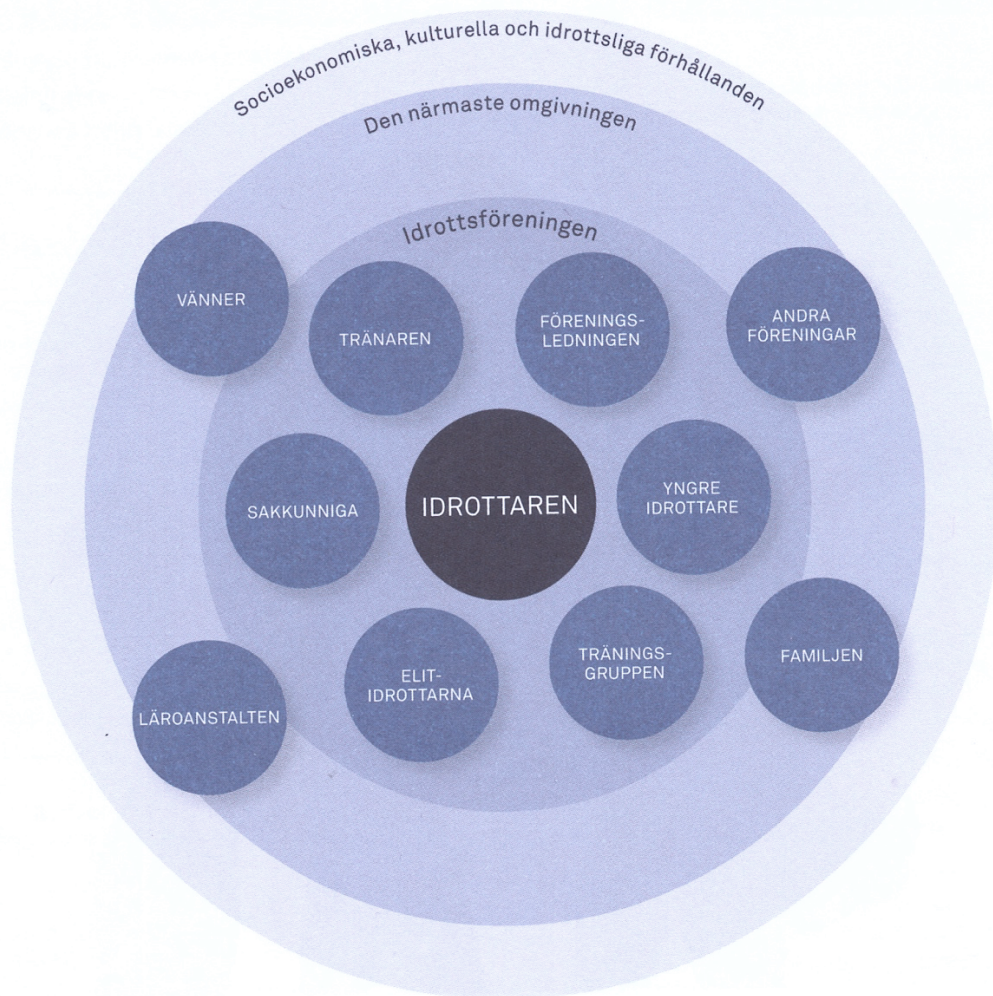 Socioekonomiska, kulturella och idrottsliga förhållanden
Den närmaste omgivningen
Idrottsföreningen
VÄNNER
TRÄNAREN
FÖRENINGS-
LEDNINGEN
ANDRA
FÖRENINGAR
SAKKUNNIGA
IDROTTAREN
YNGRE
IDROTTARE
LÄROANSTALTEN
ELIT-
IDROTTARNA
TRÄNINGS-
GRUPPEN
FAMILJEN